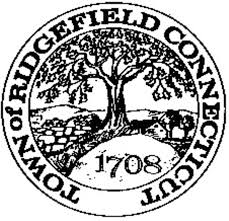 TOWN of RIDGEFIELD CONNECTICUT
1708